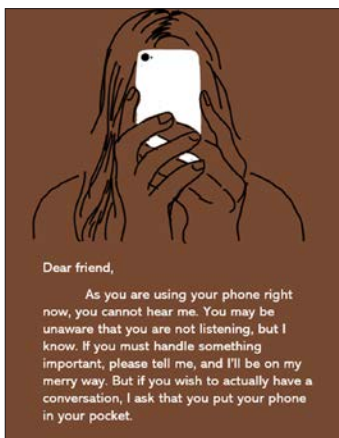 Dear friend,
As you are using your phone right
now, you cannot hear me. You may be
unaware that you are not listening, but I
know. If you must handle something
important, please tell me, and I'll be on my
merry way. But if you wish to actually have a
conversation, I ask that you put your phone
in your pocket.